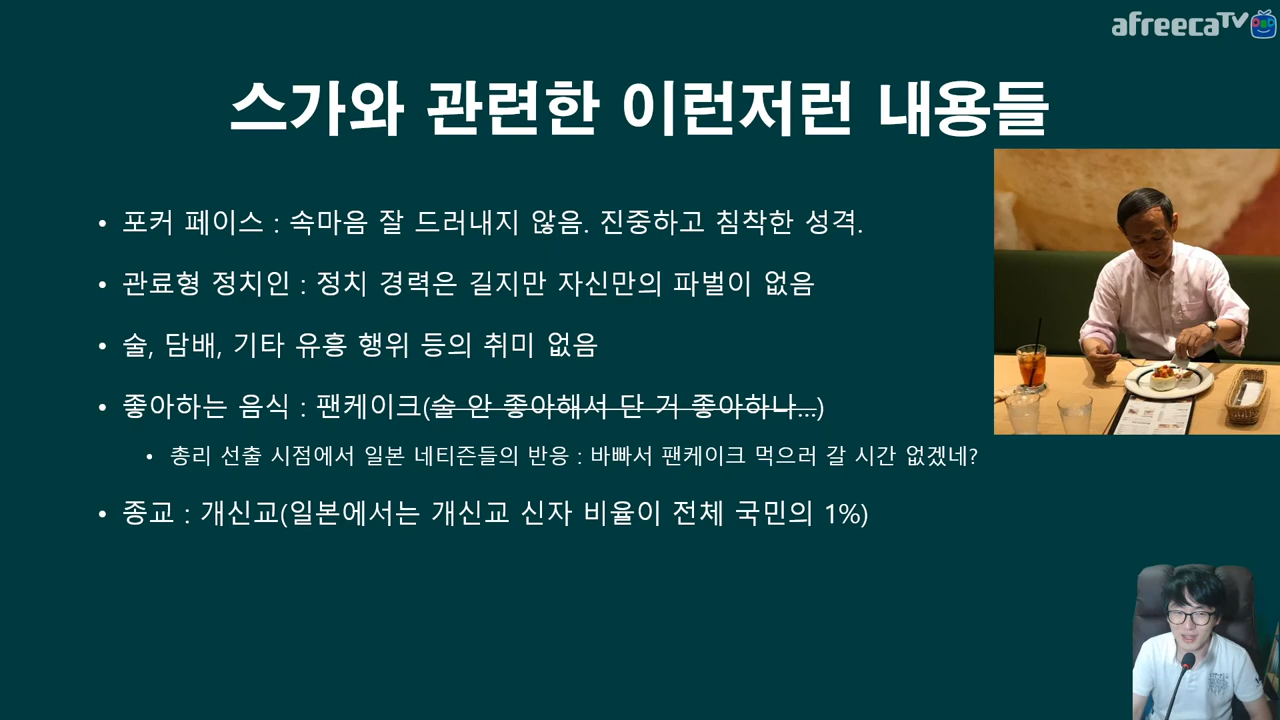 afreecaTV
스가와 관련한 이런저런 내용들
• 포커 페이스 : 속마음 잘 드러내지 않음. 진중하고 침착한 성격.
• 관료형 정치인 : 정치 경력은 길지만 자신만의 파벌이 없음
• 술, 담배, 기타 유흥 행위 등의 취미 없음
• 좋아하는 음식 : 팬케이크(술 안 좋아해서 단 거 좋아하나...)
• 총리 선출 시점에서 일본 네티즌들의 반응 : 바빠서 팬케이크 먹으러 갈 시간 없겠네?
• 종교 : 개신교(일본에서는 개신교 신자 비율이 전체 국민의 1%)